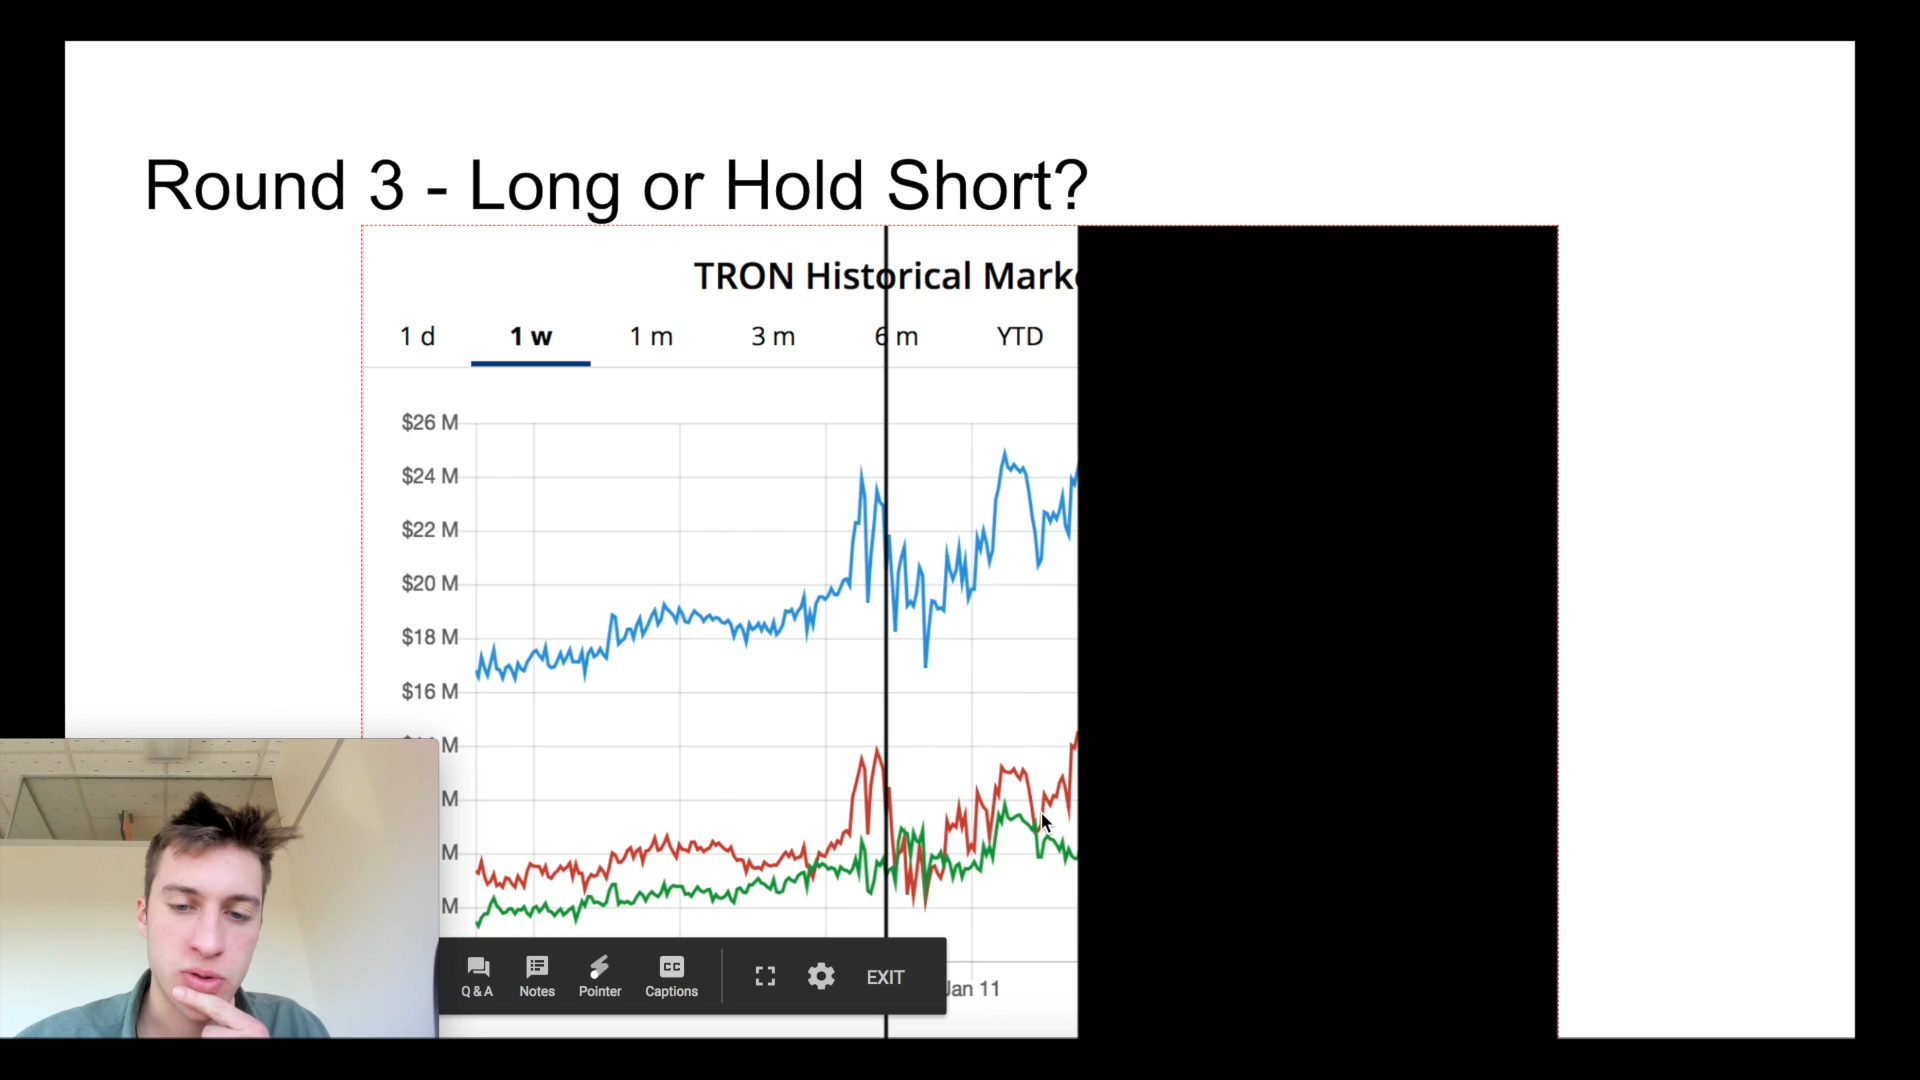 Round 3 - Long or Hold Short?
TRON Historical Mark
1 d 1 w 1 m 3 m 6 m YTD
$26 M
$24 M
$22 M
$20 M
$18 M
$16 M
M
M
M
M
Jan 11
Q & A Notes Pointer CC Captions EXIT